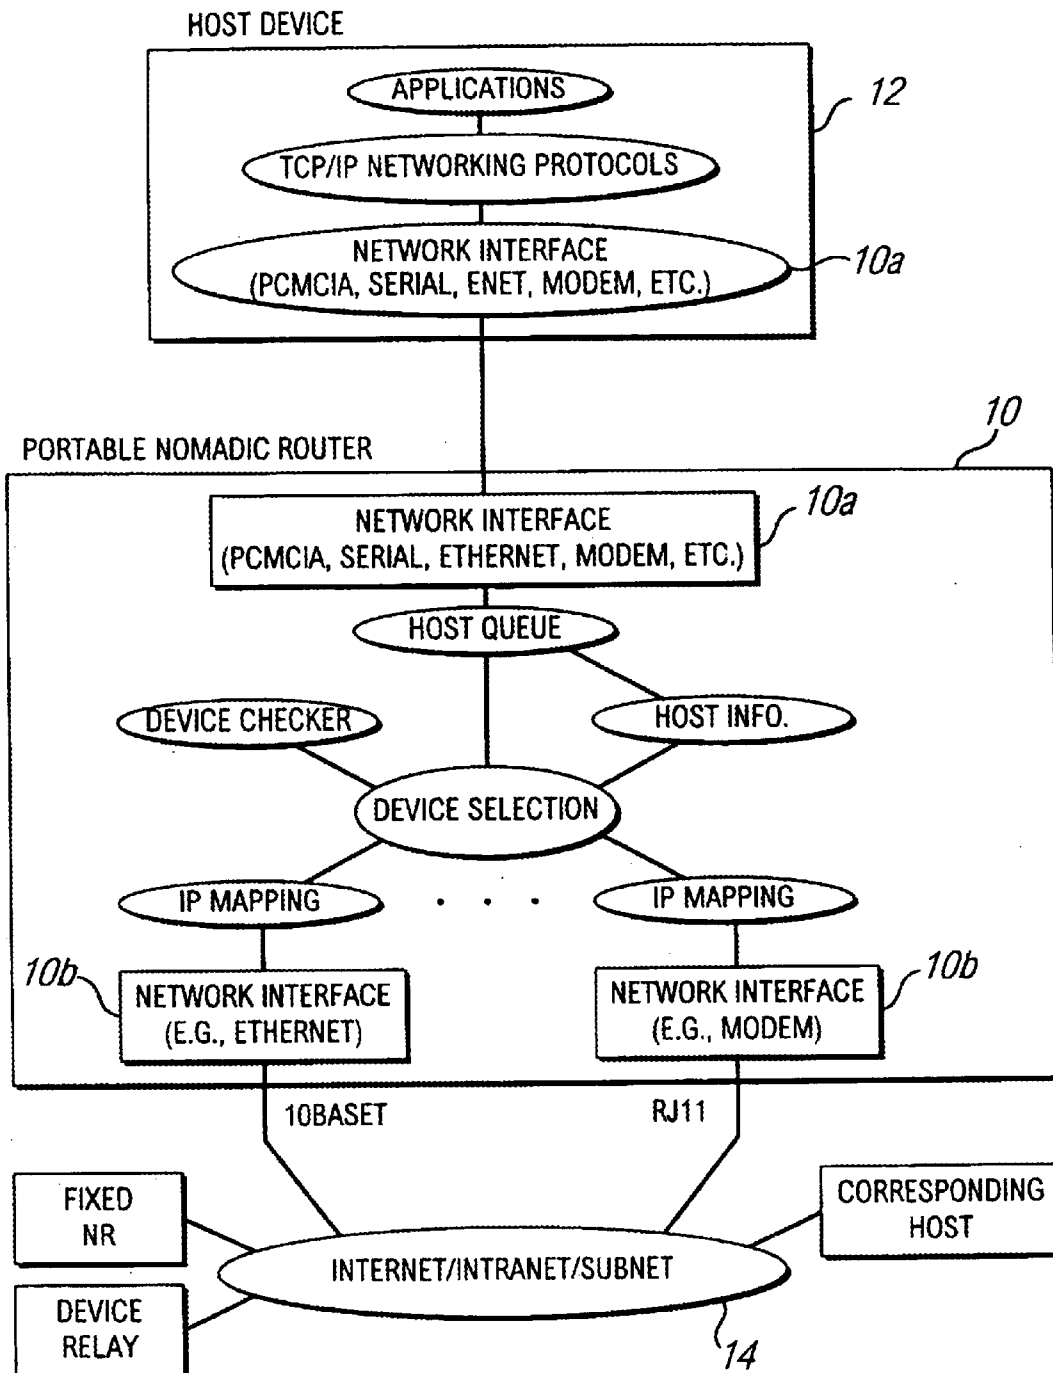 HOST DEVICE
APPLICATIONS
12
TCP/IP NETWORKING PROTOCOLS
NETWORK INTERFACE
(PCMCIA, SERIAL, ENET, MODEM, ETC.)
10a
10
PORTABLE NOMADIC ROUTER
NETWORK INTERFACE
(PCMCIA, SERIAL, ETHERNET, MODEM, ETC.)
10a
HOST QUEUE
DEVICE CHECKER
HOST INFO.
DEVICE SELECTION
IP MAPPING
. . .
IP MAPPING
10b
NETWORK INTERFACE
(E.G., ETHERNET)
NETWORK INTERFACE
(E.G., MODEM)
10b
10BASET
RJ11
FIXED
NR
CORRESPONDING
HOST
INTERNET/INTRANET/SUBNET
DEVICE
RELAY
14